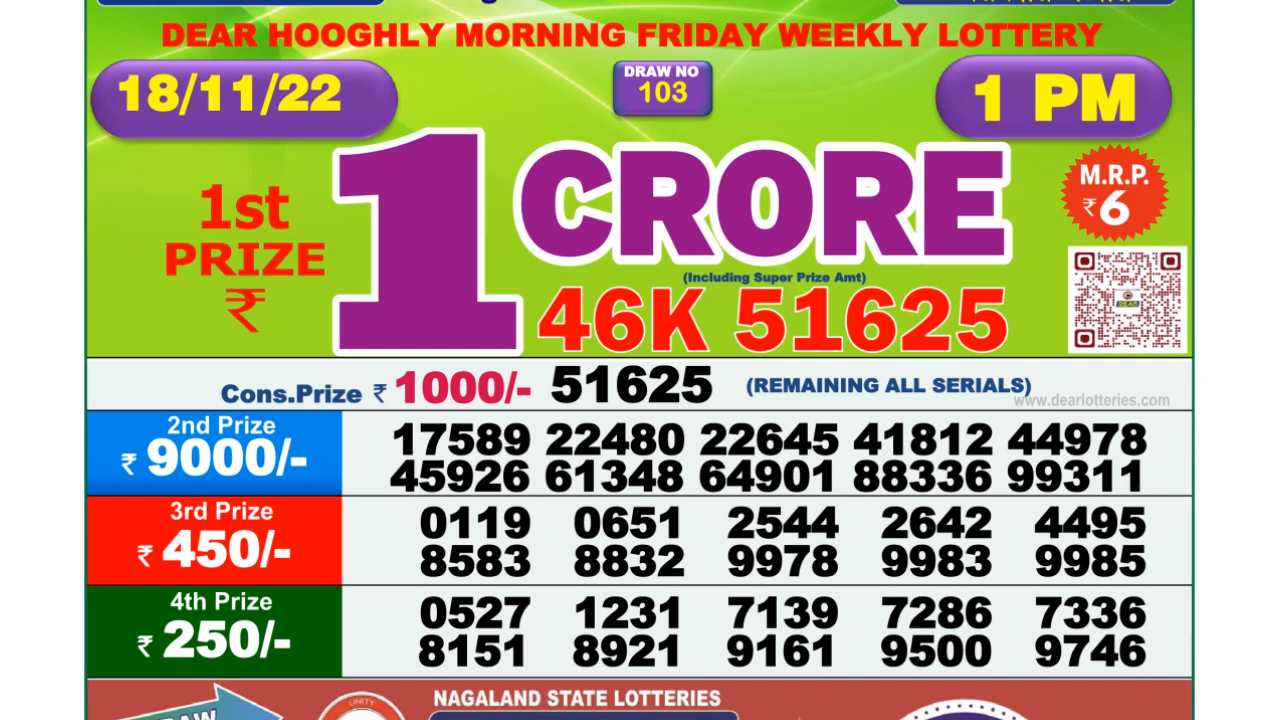 DEAR HOOGHLY MORNING FRIDAY WEEKLY LOTTERY
18/11/22
DRAW NO
103
1 PM
1st
PRIZE
₹
1 CRORE
(Including Super Prize Amt)
46K 51625
M.R.P.
₹6
Cons.Prize ₹ 1000/- 51625 (REMAINING ALL SERIALS)
www.dearlotteries.com
2nd Prize
₹ 9000/-
17589 22480 22645 41812 44978
45926 61348 64901 88336 99311
3rd Prize
₹ 450/-
0119 0651 2544 2642 4495
8583 8832 9978 9983 9985
4th Prize
₹ 250/-
0527 1231 7139 7286 7336
8151 8921 9161 9500 9746
NAGALAND STATE LOTTERIES
UNITY